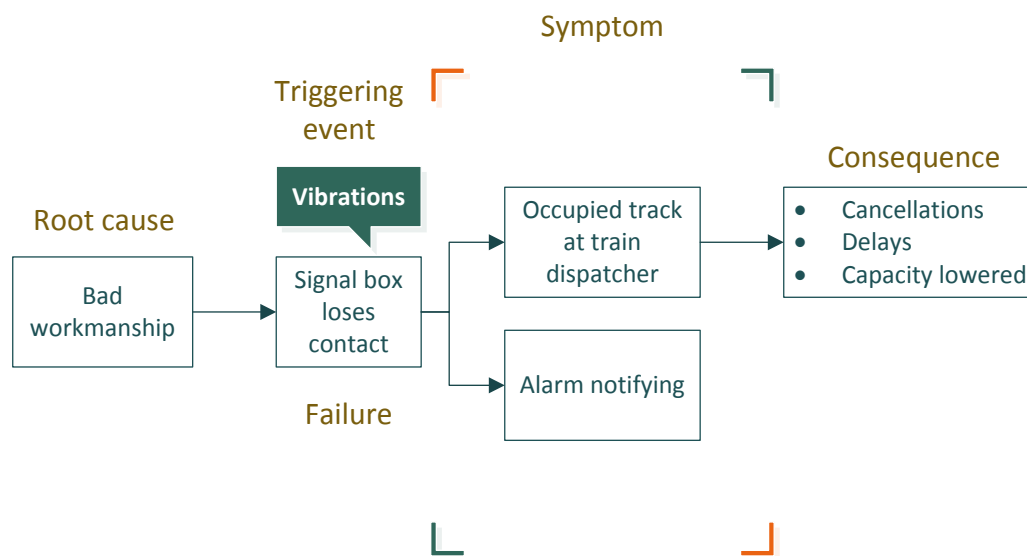 Symptom
Triggering
event
Consequence
Vibrations
Root cause
Bad
workmanship
Signal box
loses
contact
Failure
Occupied track
at train
dispatcher
Alarm notifying
• Cancellations
• Delays
• Capacity lowered